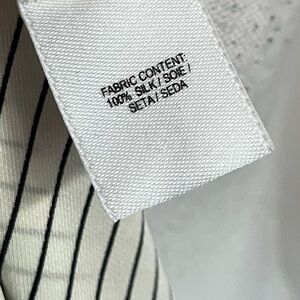 FABRIC CONTENT:
100% SILK / SOIE /
SETA / SEDA